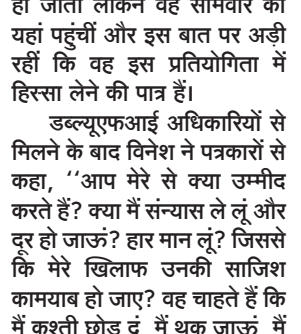 हो जाता लेकिन वह सोमवार को
यहां पहुंचीं और इस बात पर अड़ी
रहीं कि वह इस प्रतियोगिता में
हिस्सा लेने की पात्र हैं।
डब्ल्यूएफआई अधिकारियों से
मिलने के बाद विनेश ने पत्रकारों से
कहा, ‘‘आप मेरे से क्या उम्मीद
करते हैं? क्या मैं संन्यास ले लूं और
दूर हो जाऊं? हार मान लूं? जिससे
कि मेरे खिलाफ उनकी साजिश
कामयाब हो जाए? वह चाहते हैं कि
मैं कुश्ती छोड़ दूं, मैं थक जाऊं, मैं